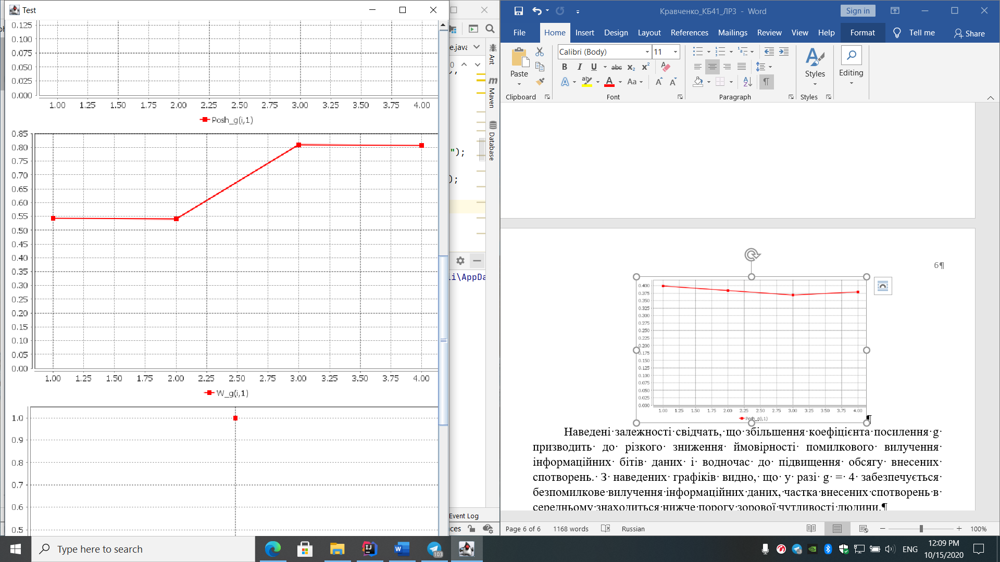 Test
0.125
0.100
0.075
0.050
0.025
0.000
1.00 1.25 1.50 1.75 2.00 2.25 2.50 2.75 3.00 3.25 3.50 3.75 4.00
Posh_g(i,1)
0.85
0.80
0.75
0.70
0.65
0.60
0.55
0.50
0.45
0.40
0.35
0.30
0.25
0.20
0.15
0.10
0.05
0.00
1.00 1.25 1.50 1.75 2.00 2.25 2.50 2.75 3.00 3.25 3.50 3.75 4.00
W_g(i,1)
1.0
0.9
0.8
0.7
0.6
0.5
e.java
Ant
Maven
Database
");
);
li\AppDa
Event Log
ces
Кравченко_КБ41_ЛР3 - Word
Sign in
File Home Insert Design Layout References Mailings Review View Help Format Tell me Share
Paste
Clipboard
Calibri (Body) 11
B I U abc x₂ x²
A ab A Aa A A
Font
Paragraph
Styles
Styles
Editing
6¶
0.400
0.375
0.350
0.325
0.300
0.275
0.250
0.225
0.200
0.175
0.150
0.125
0.100
0.075
0.050
0.025
0.000
1.00 1.25 1.50 1.75 2.00 2.25 2.50 2.75 3.00 3.25 3.50 3.75 4.00
Posh_g(i,1)
¶
Наведені·залежності·свідчать,·що·збільшення·коефіцієнта·посилення·g·
призводить· до· різкого· зниження· ймовірності· помилкового· вилучення·
інформаційних· бітів· даних· і· водночас· до· підвищення· обсягу· внесених·
спотворень.· З· наведених· графіків· видно,· що· у· разі· g· =· 4· забезпечується·
безпомилкове·вилучення·інформаційних·даних,·частка·внесених·спотворень·в·
середньому·знаходиться·нижче·порогу·зорової·чутливості·людини.¶
Page 6 of 6 1168 words Russian 100%
Type here to search
103
ENG
12:09 PM
10/15/2020